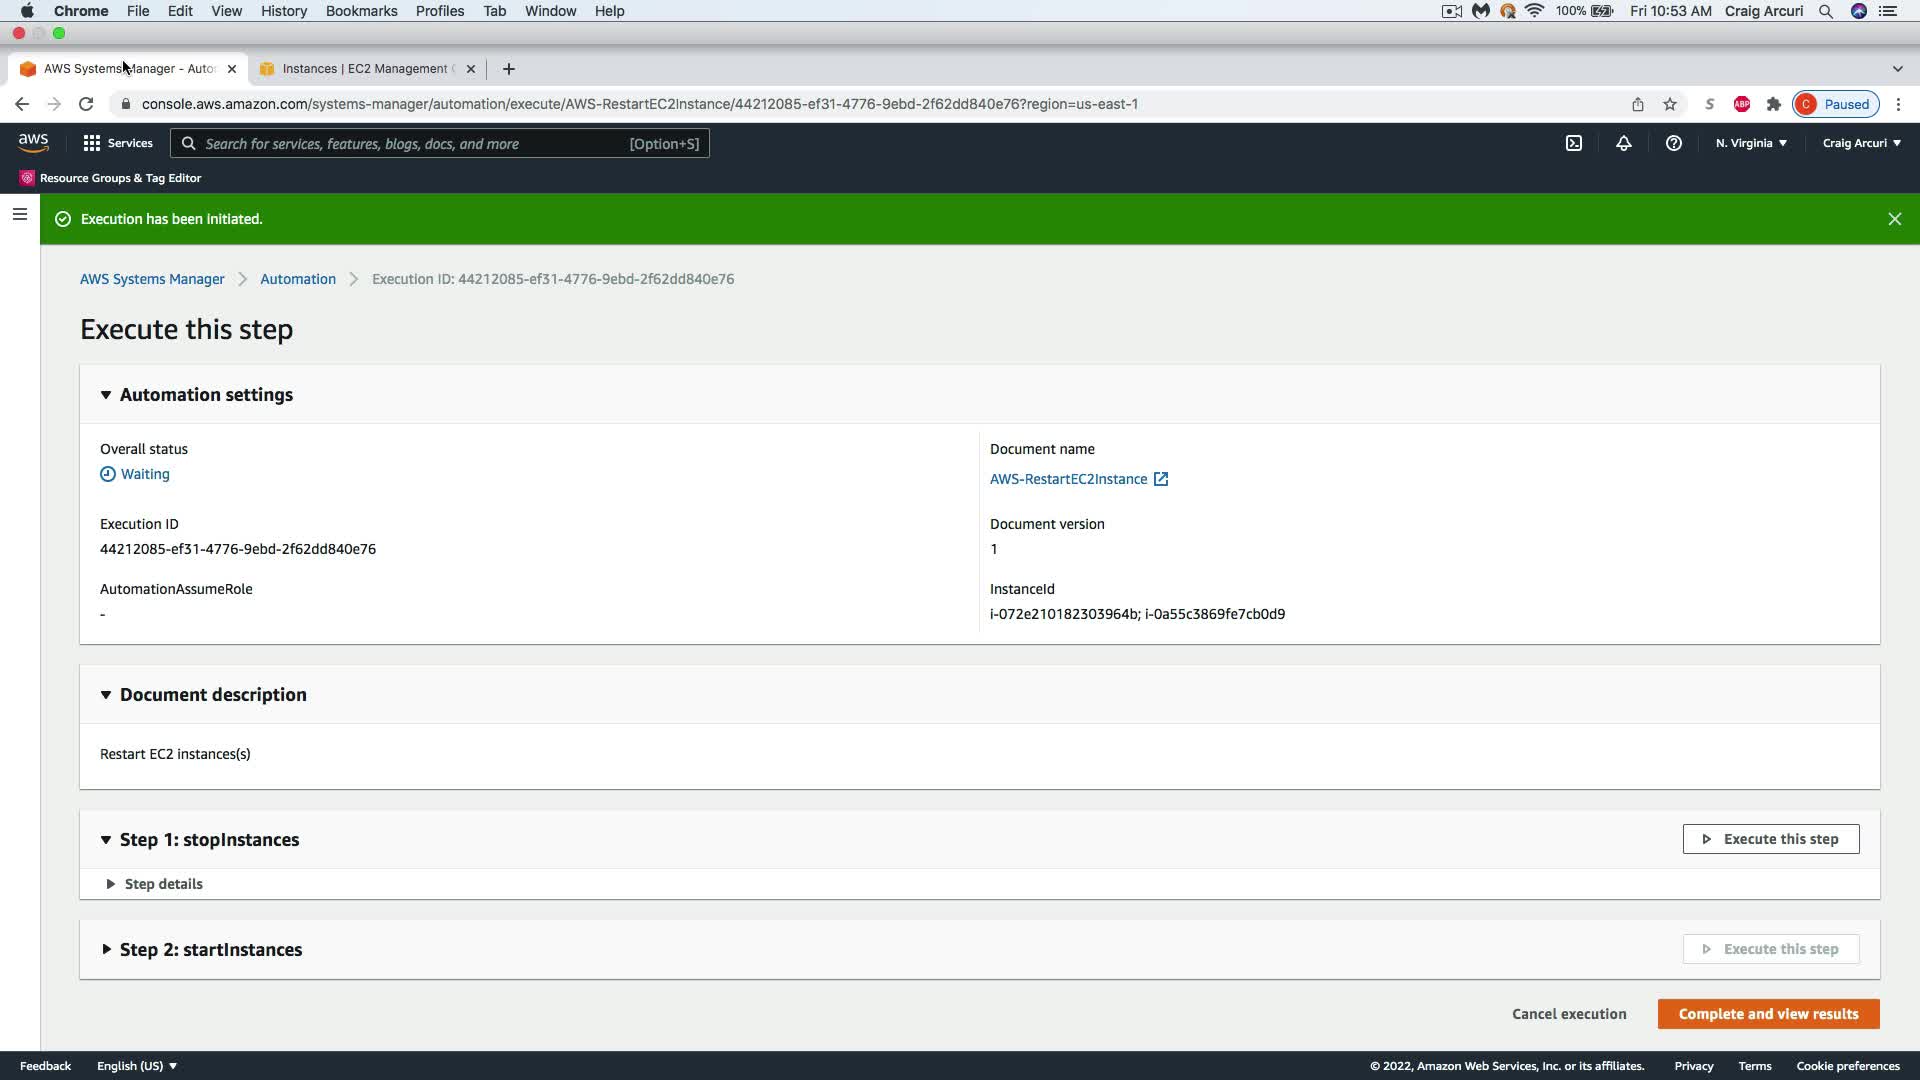 Chrome File Edit View History Bookmarks Profiles Tab Window Help 100% Fri 10:53 AM Craig Arcuri
AWS Systems Manager - Auto Instances | EC2 Management
console.aws.amazon.com/systems-manager/automation/execute/AWS-RestartEC2Instance/44212085-ef31-4776-9ebd-2f62dd840e76?region=us-east-1 S ABP C Paused
aws Services Search for services, features, blogs, docs, and more [Option+S] N. Virginia Craig Arcuri
Resource Groups & Tag Editor
Execution has been initiated.
AWS Systems Manager Automation Execution ID: 44212085-ef31-4776-9ebd-2f62dd840e76
Execute this step
Automation settings
Overall status
Waiting
Document name
AWS-RestartEC2Instance
Execution ID
44212085-ef31-4776-9ebd-2f62dd840e76
Document version
1
AutomationAssumeRole
-
InstanceId
i-072e210182303964b; i-0a55c3869fe7cb0d9
Document description
Restart EC2 instances(s)
Step 1: stopInstances Execute this step
Step details
Step 2: startInstances Execute this step
Cancel execution Complete and view results
Feedback English (US) © 2022, Amazon Web Services, Inc. or its affiliates. Privacy Terms Cookie preferences